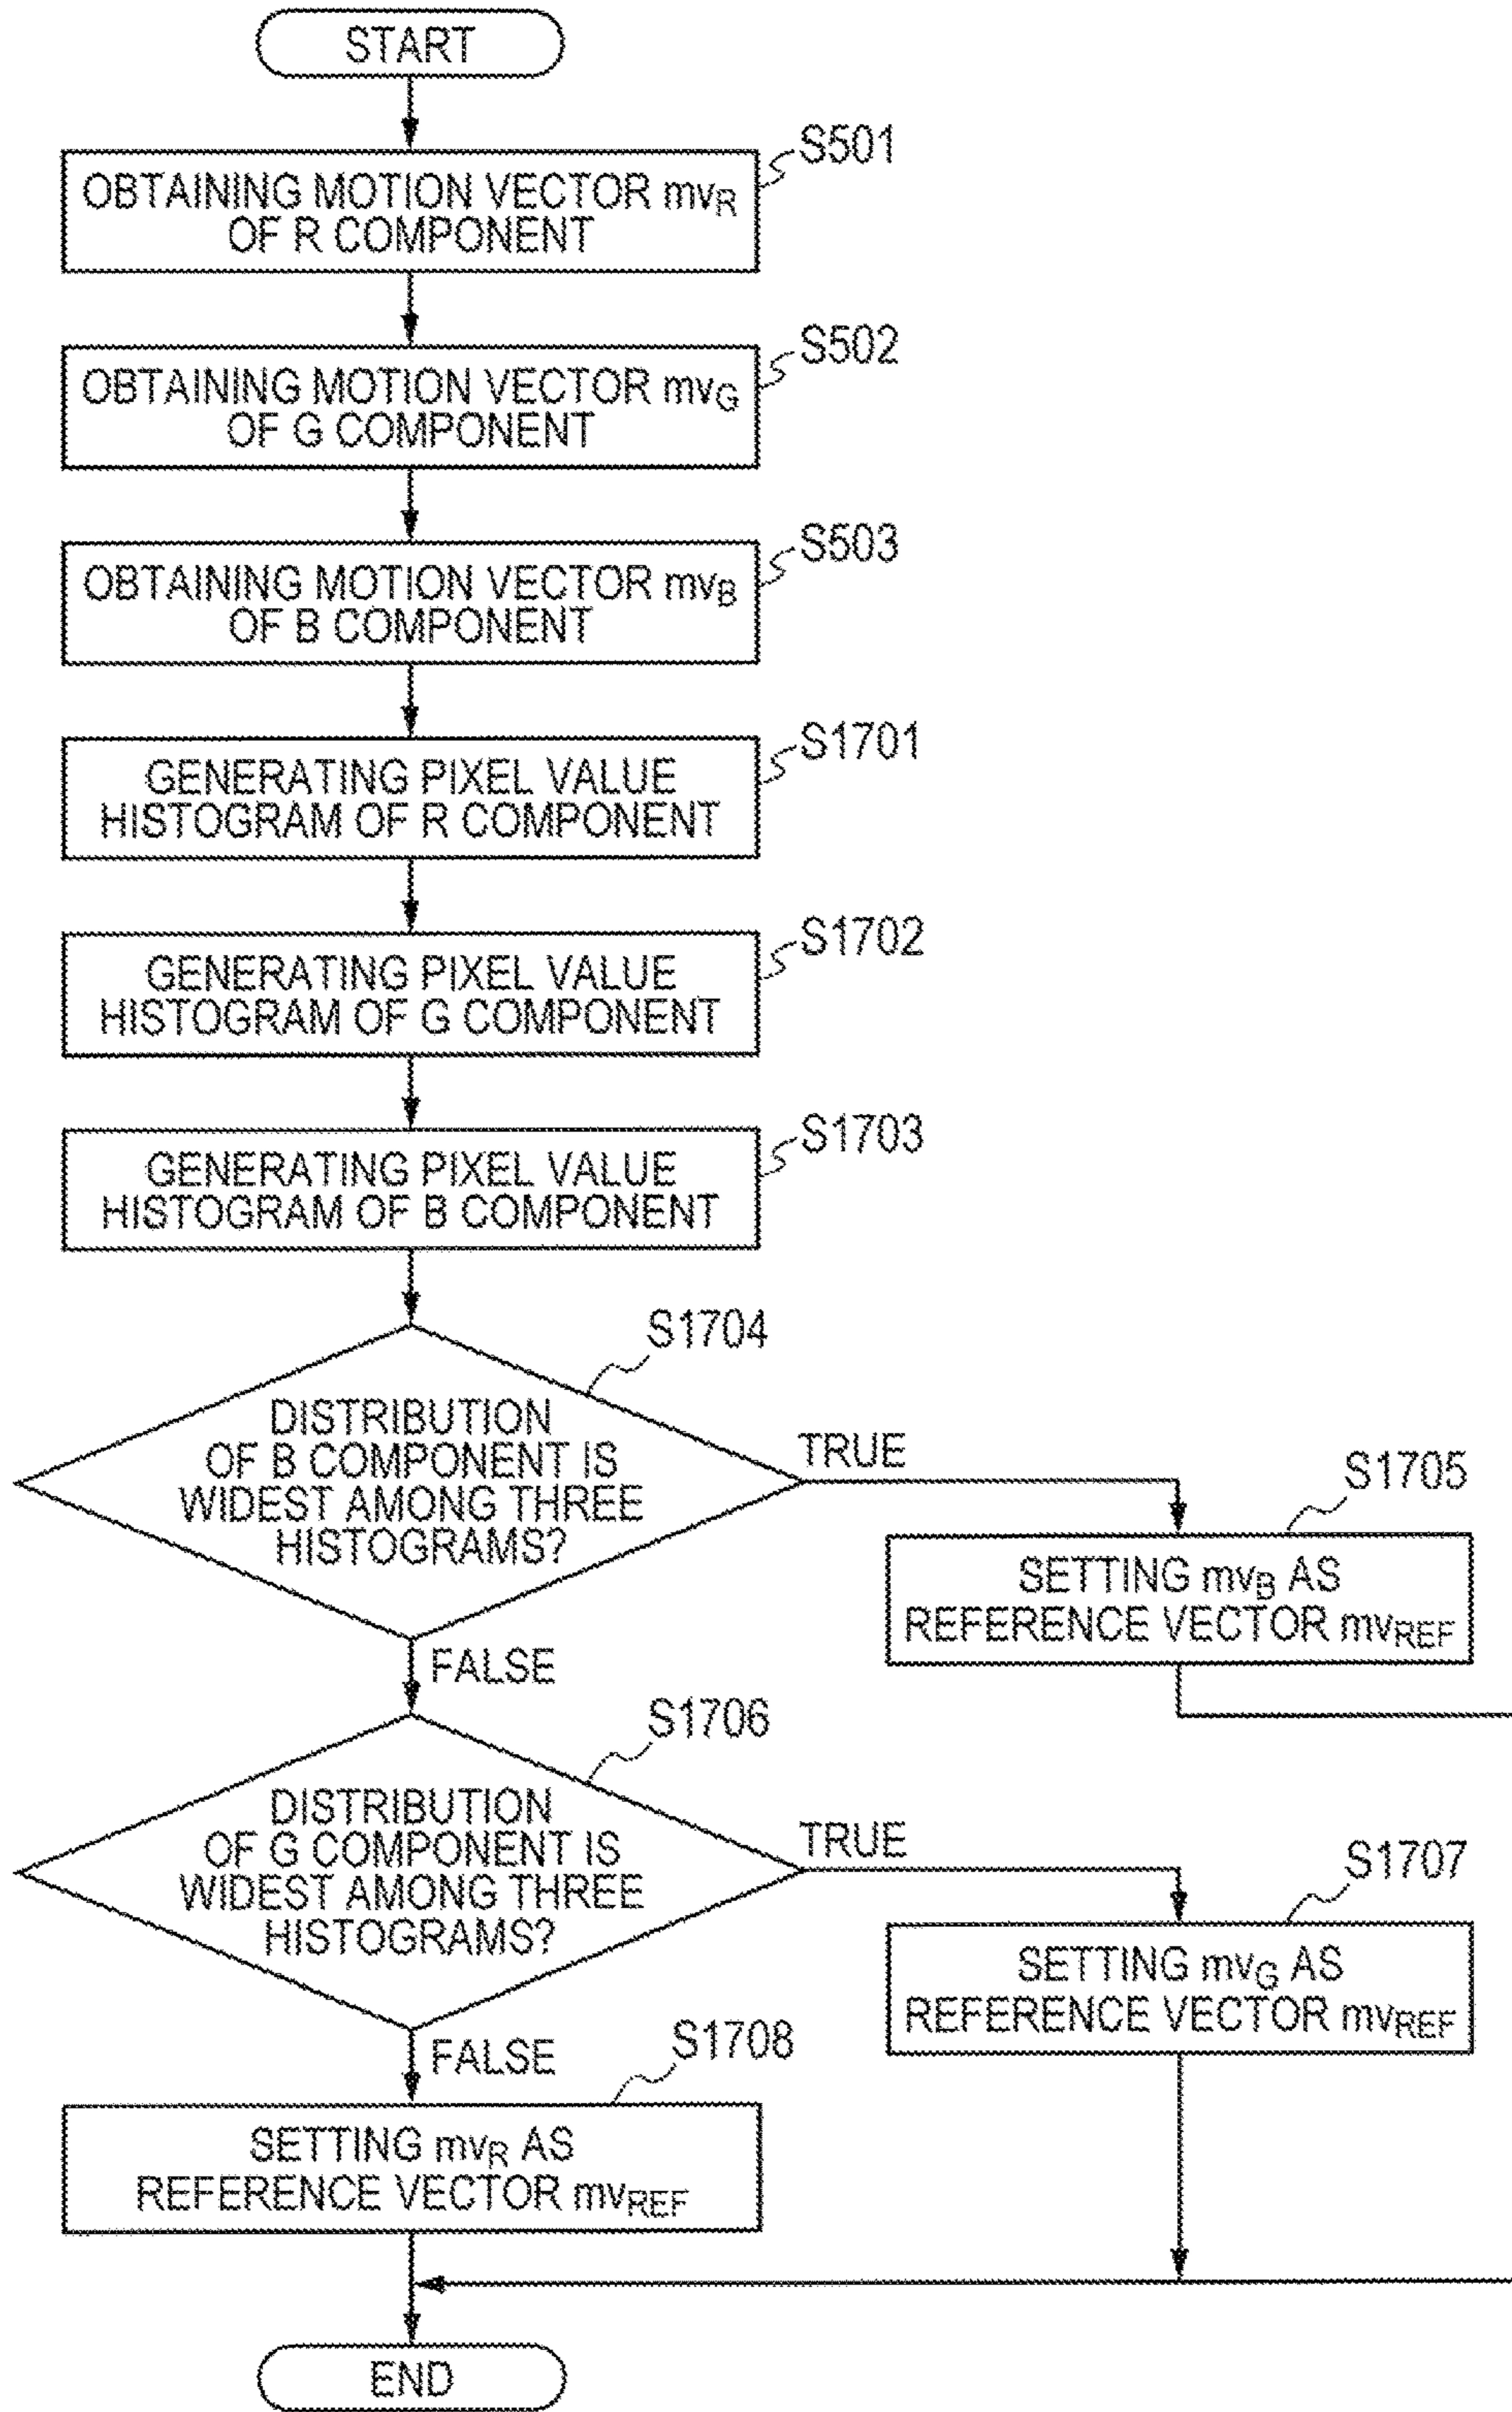 START
S501
OBTAINING MOTION VECTOR mvR
OF R COMPONENT
S502
OBTAINING MOTION VECTOR mvG
OF G COMPONENT
S503
OBTAINING MOTION VECTOR mvB
OF B COMPONENT
S1701
GENERATING PIXEL VALUE
HISTOGRAM OF R COMPONENT
S1702
GENERATING PIXEL VALUE
HISTOGRAM OF G COMPONENT
S1703
GENERATING PIXEL VALUE
HISTOGRAM OF B COMPONENT
S1704
DISTRIBUTION
OF B COMPONENT IS
WIDEST AMONG THREE
HISTOGRAMS?
TRUE
S1705
SETTING mvB AS
REFERENCE VECTOR mvREF
FALSE
S1706
DISTRIBUTION
OF G COMPONENT IS
WIDEST AMONG THREE
HISTOGRAMS?
TRUE
S1707
SETTING mvG AS
REFERENCE VECTOR mvREF
FALSE
S1708
SETTING mvR AS
REFERENCE VECTOR mvREF
END